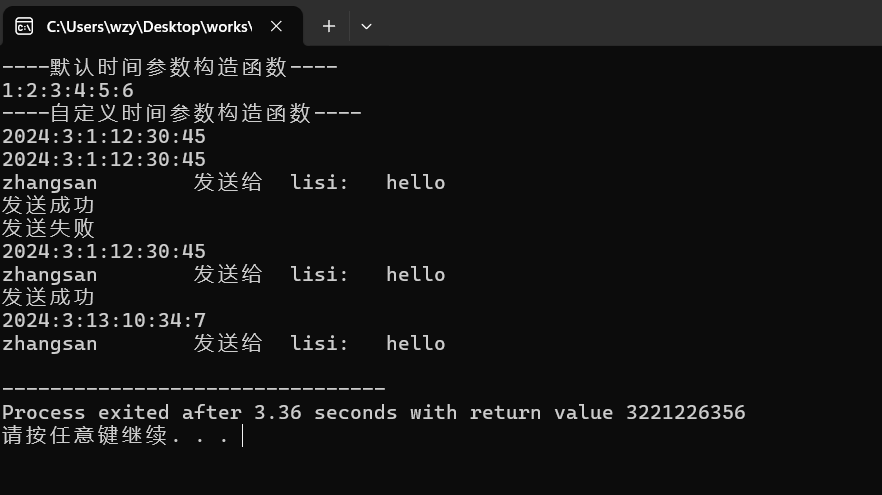 C:\Users\wzy\Desktop\works\
----默认时间参数构造函数----
1:2:3:4:5:6
----自定义时间参数构造函数----
2024:3:1:12:30:45
2024:3:1:12:30:45
zhangsan        发送给  lisi:   hello
发送成功
发送失败
2024:3:1:12:30:45
zhangsan        发送给  lisi:   hello
发送成功
2024:3:13:10:34:7
zhangsan        发送给  lisi:   hello
--------------------------------
Process exited after 3.36 seconds with return value 3221226356
请按任意键继续. . .